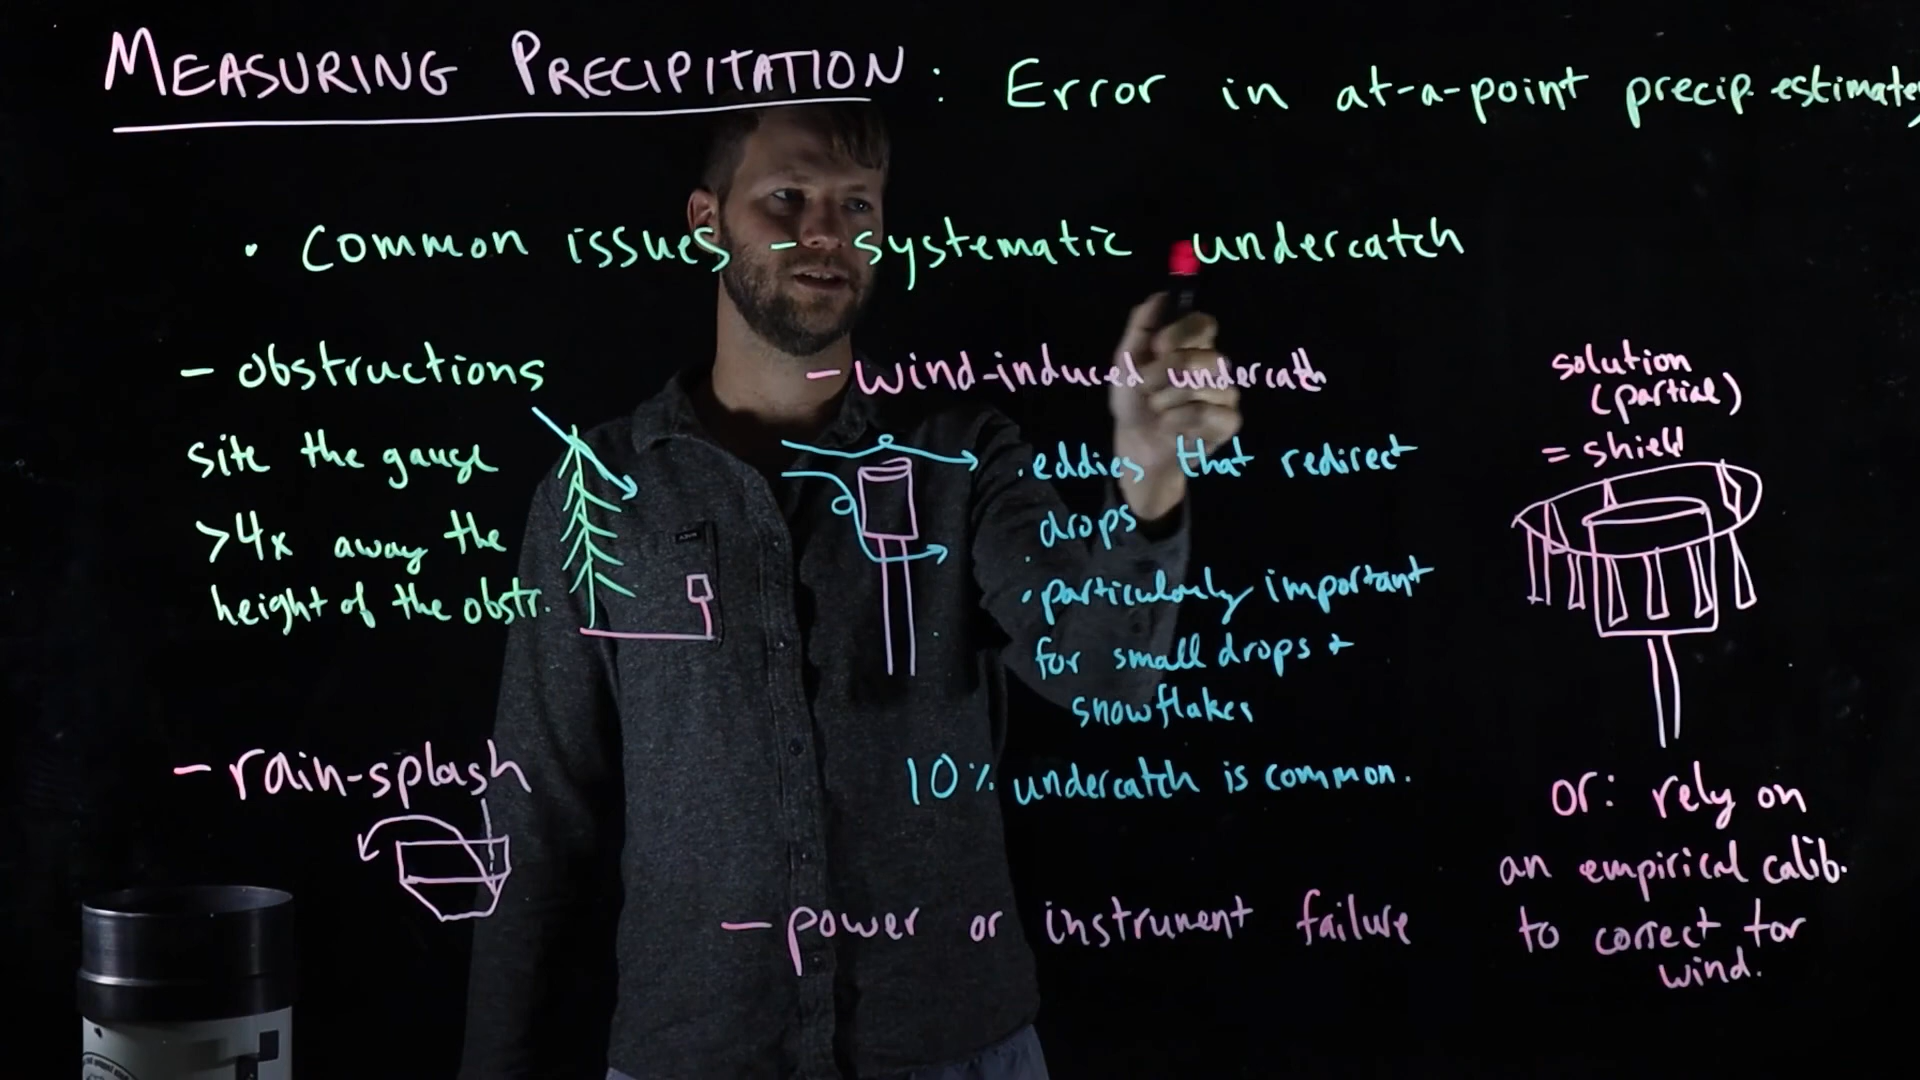 MEASURING PRECIPITATION : Error in at-a-point precip. estimates
• Common issues - systematic undercatch
- obstructions
site the gauge
>4x away the
height of the obstr.
- wind-induced undercath
• eddies that redirect
drops
• particularly important
for small drops +
snowflakes
10% undercatch is common.
solution
(partial)
= shield
or: rely on
an empirical calib.
to correct for
wind.
- rain-splash
- power or instrument failure